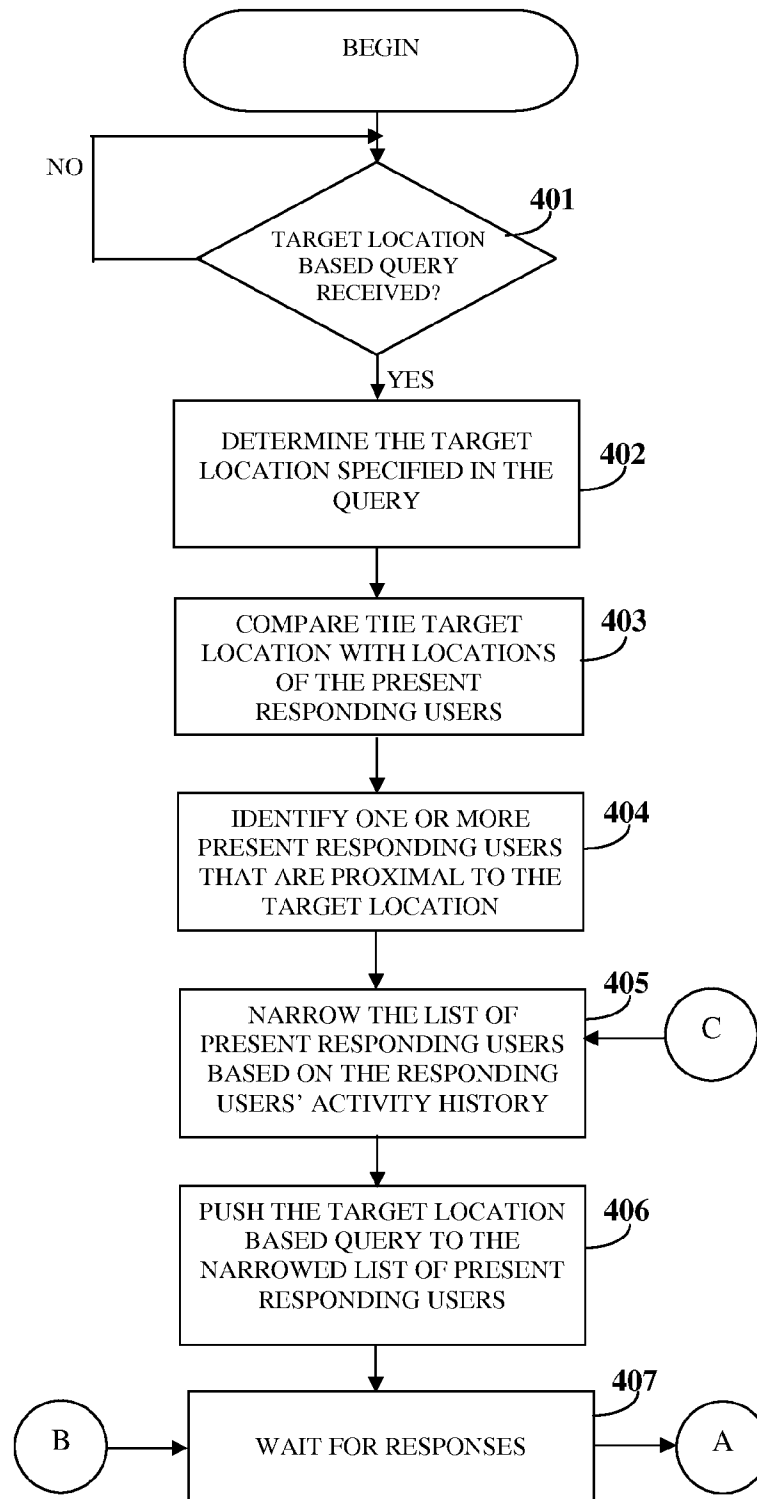 BEGIN
NO
401
TARGET LOCATION
BASED QUERY
RECEIVED?
YES
DETERMINE THE TARGET
LOCATION SPECIFIED IN THE
QUERY
402
COMPARE THE TARGET
LOCATION WITH LOCATIONS
OF THE PRESENT
RESPONDING USERS
403
IDENTIFY ONE OR MORE
PRESENT RESPONDING USERS
THAT ARE PROXIMAL TO THE
TARGET LOCATION
404
NARROW THE LIST OF
PRESENT RESPONDING USERS
BASED ON THE RESPONDING
USERS’ ACTIVITY HISTORY
405
C
PUSH THE TARGET LOCATION
BASED QUERY TO THE
NARROWED LIST OF PRESENT
RESPONDING USERS
406
407
B
WAIT FOR RESPONSES
A